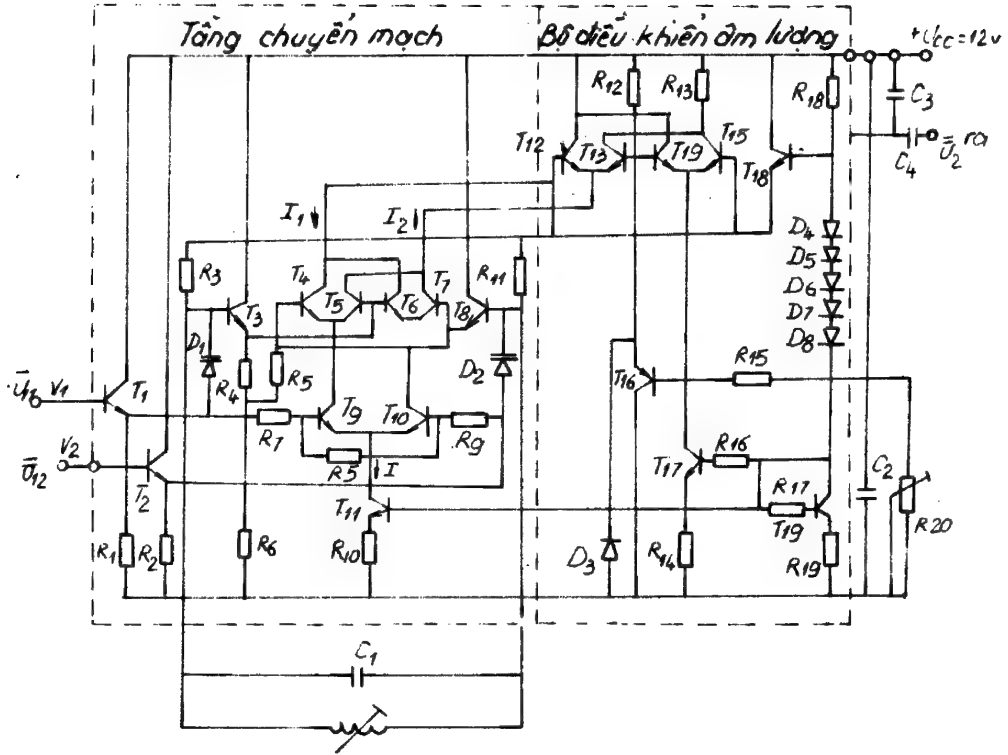 Tầng chuyển mạch
Bộ điều khiển âm lượng
+Ucc=12v
R12
R13
R18
C3
T12
T13
T19
T15
T18
C4
Ū2 ra
I1
I2
D4
R3
T4
T5
T6
T7
R11
D5
T3
T8
D6
D7
D1
R4
R5
D2
D8
R15
Ū11
V1
T1
T9
T10
T16
R7
R9
V2
R5
I
T17
R16
Ū12
T2
T11
R17
C2
T19
R20
R1
R2
R6
R10
D3
R14
R19
C1